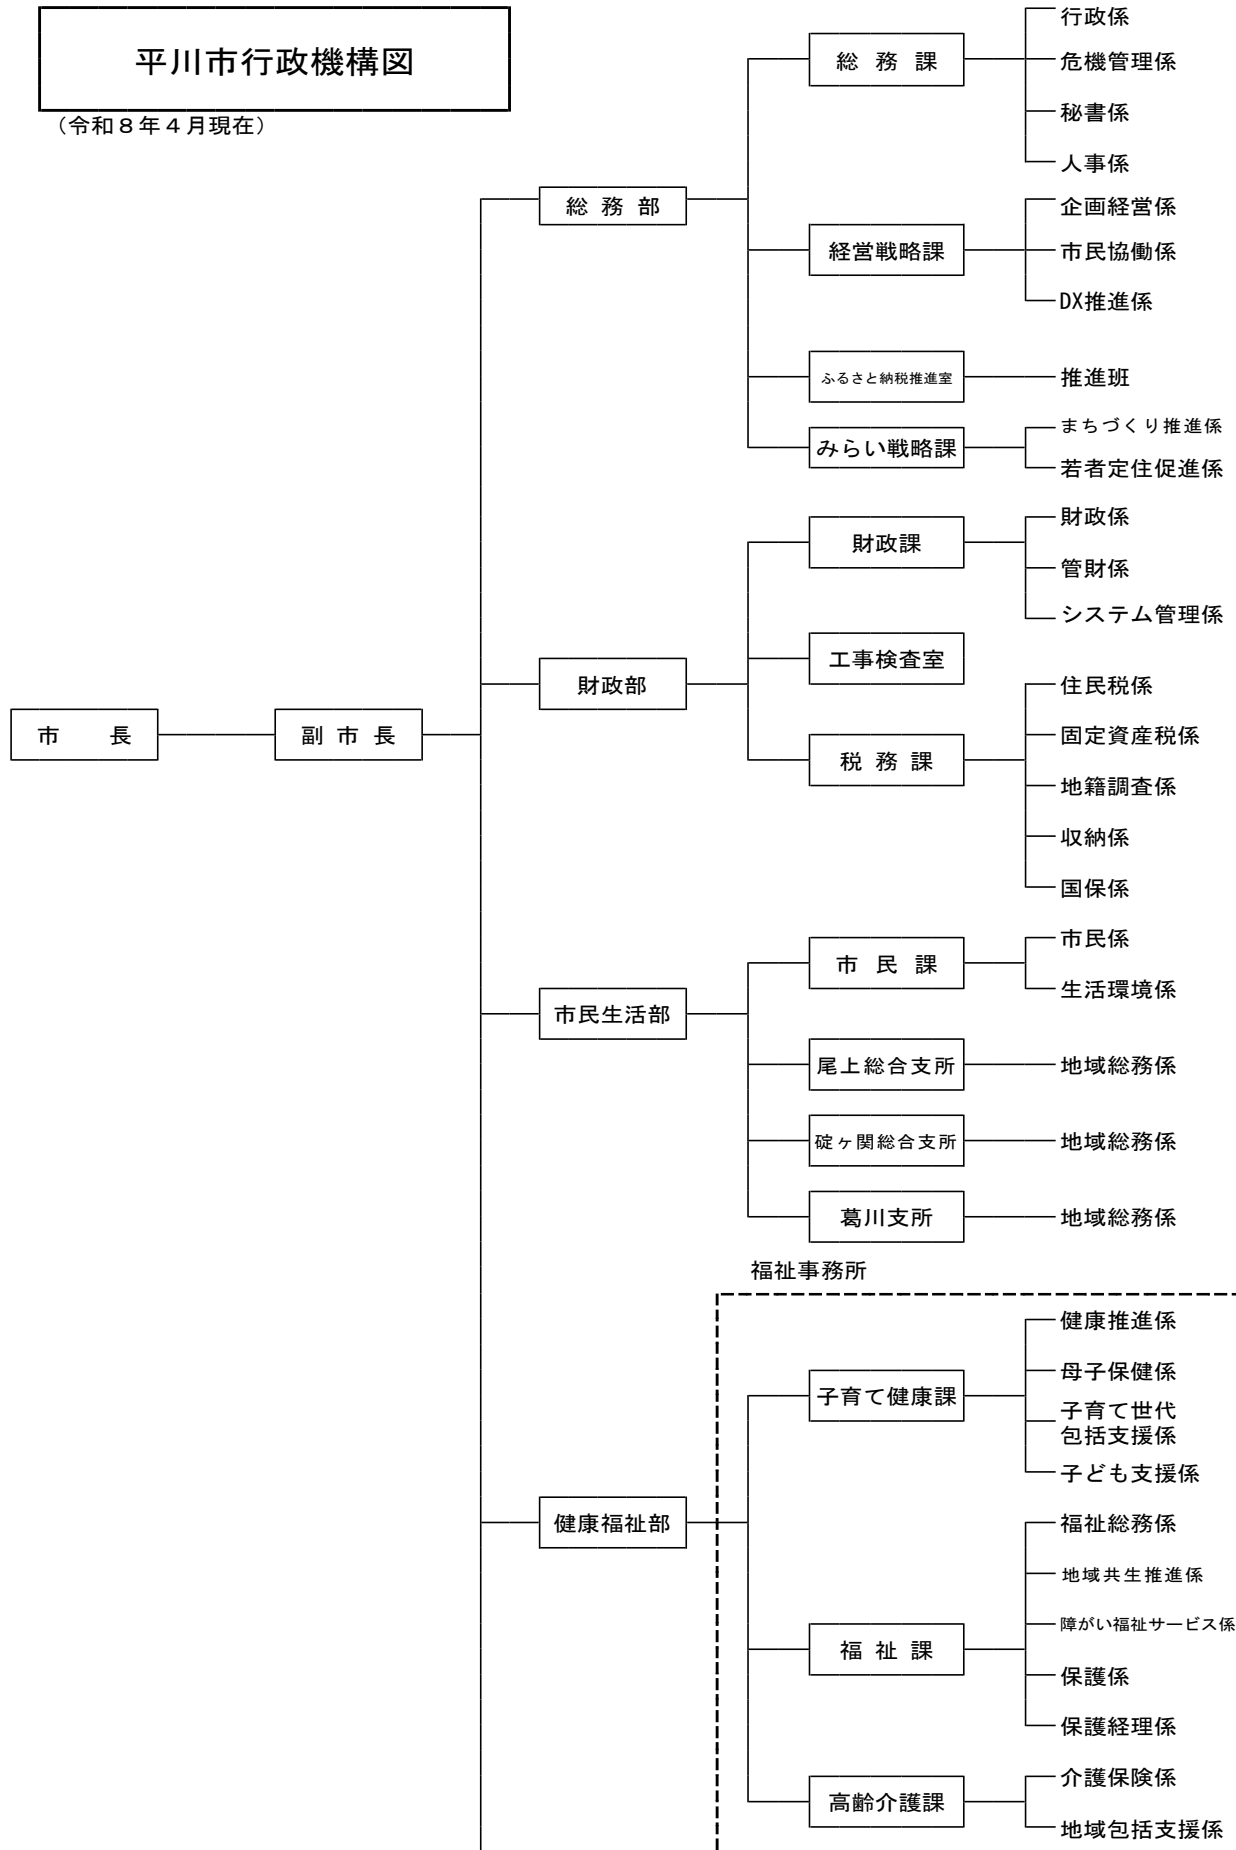 平川市行政機構図
（令和８年４月現在）
市　長
副市長
総務部
総務課
行政係
危機管理係
秘書係
人事係
経営戦略課
企画経営係
市民協働係
DX推進係
ふるさと納税推進室
推進班
みらい戦略課
まちづくり推進係
若者定住促進係
財政部
財政課
財政係
管財係
システム管理係
工事検査室
税務課
住民税係
固定資産税係
地籍調査係
収納係
国保係
市民生活部
市民課
市民係
生活環境係
尾上総合支所
地域総務係
碇ヶ関総合支所
地域総務係
葛川支所
地域総務係
福祉事務所
健康福祉部
子育て健康課
健康推進係
母子保健係
子育て世代
包括支援係
子ども支援係
福祉課
福祉総務係
地域共生推進係
障がい福祉サービス係
保護係
保護経理係
高齢介護課
介護保険係
地域包括支援係